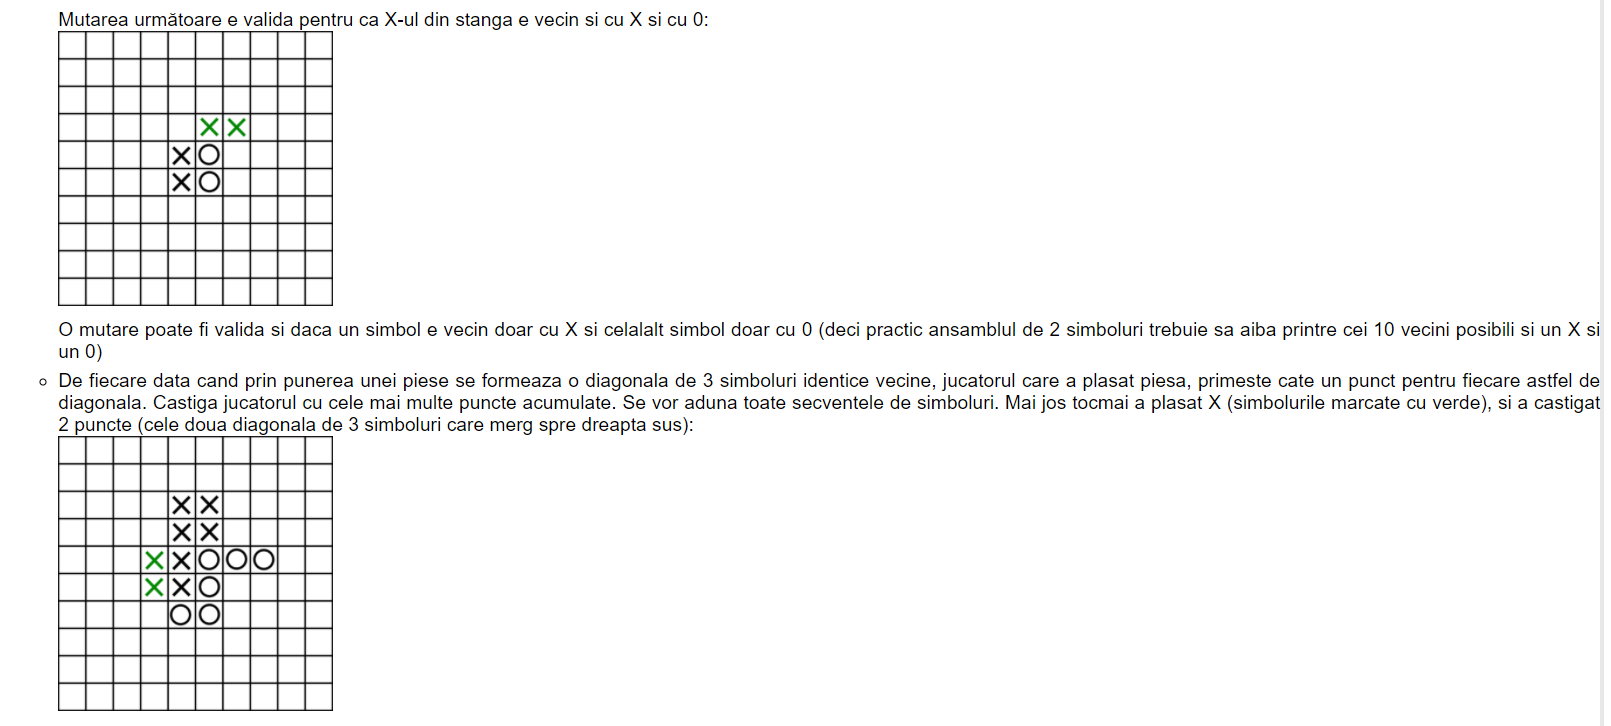 Mutarea următoare e valida pentru ca X-ul din stanga e vecin si cu X si cu 0:
X X
X O
X O
O mutare poate fi valida si daca un simbol e vecin doar cu X si celalalt simbol doar cu 0 (deci practic ansamblul de 2 simboluri trebuie sa aiba printre cei 10 vecini posibili si un X si
un 0)
De fiecare data cand prin punerea unei piese se formeaza o diagonala de 3 simboluri identice vecine, jucatorul care a plasat piesa, primeste cate un punct pentru fiecare astfel de
diagonala. Castiga jucatorul cu cele mai multe puncte acumulate. Se vor aduna toate secventele de simboluri. Mai jos tocmai a plasat X (simbolurile marcate cu verde), si a castigat
2 puncte (cele doua diagonala de 3 simboluri care merg spre dreapta sus):
X X
X X
X X O O O
X X O
O O